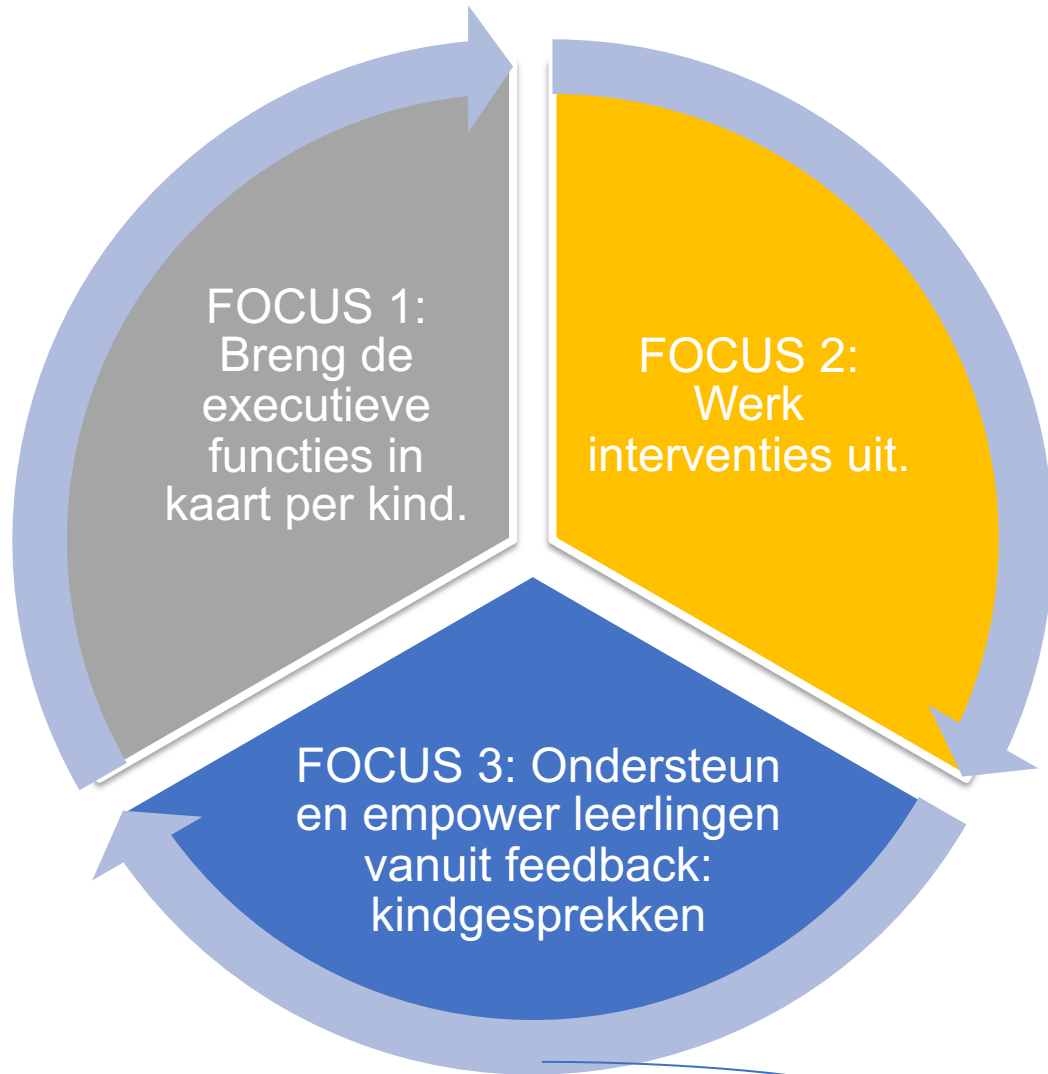 FOCUS 1:
Breng de
executieve
functies in
kaart per kind.
FOCUS 2:
Werk
interventies uit.
FOCUS 3: Ondersteun
en empower leerlingen
vanuit feedback:
kindgesprekken